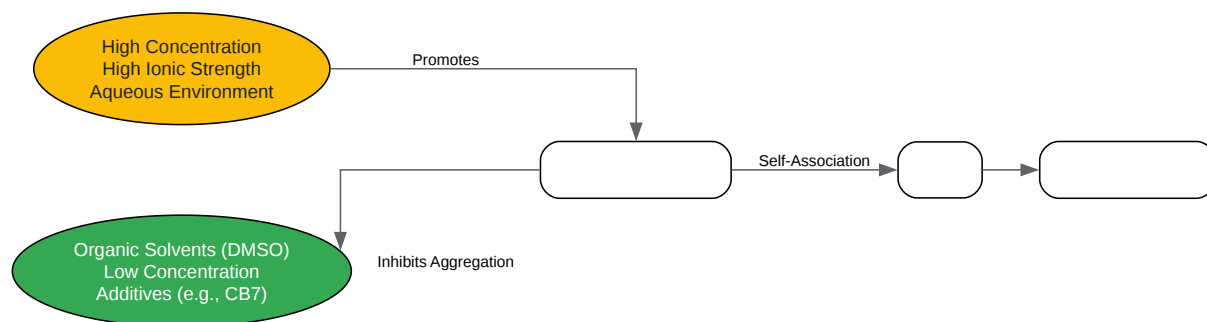 High Concentration
High Ionic Strength
Aqueous Environment
Promotes
Self-Association
Organic Solvents (DMSO)
Low Concentration
Additives (e.g., CB7)
Inhibits Aggregation